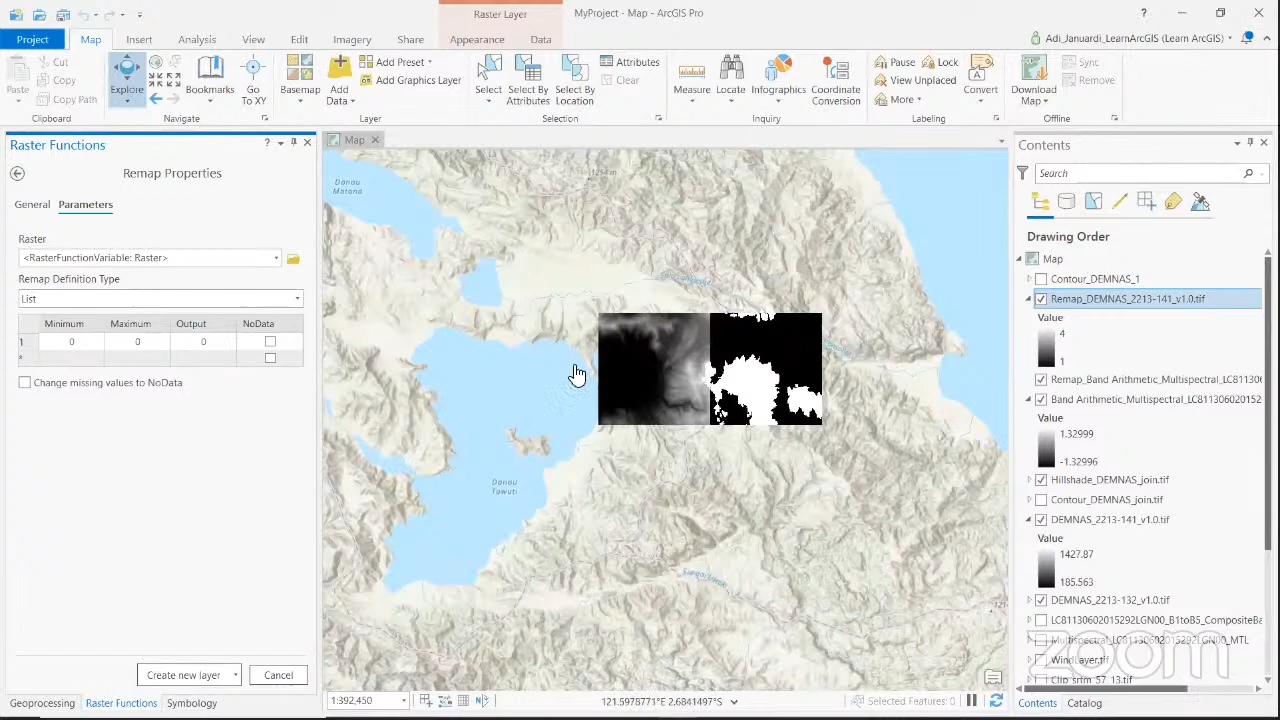 Raster Layer
MyProject - Map - ArcGIS Pro
?
Project
Map
Insert
Analysis
View
Edit
Imagery
Share
Appearance
Data
Adi_Januardi_LearnArcGIS (Learn ArcGIS)
Paste
Cut
Copy
Copy Path
Clipboard
Explore
Bookmarks
Go To XY
Navigate
Basemap
Add Data
Add Preset
Add Graphics Layer
Layer
Select
Select By Attributes
Select By Location
Attributes
Clear
Selection
Measure
Locate
Infographics
Coordinate Conversion
Inquiry
Pause
Lock
View Unplaced
More
Labeling
Convert
Download Map
Sync
Remove
Offline
Raster Functions
?
Remap Properties
General
Parameters
Raster
<RasterFunctionVariable: Raster>
Remap Definition Type
List
Minimum Maximum Output NoData
1 0 0 0
*
Change missing values to NoData
Create new layer
Cancel
Geoprocessing
Raster Functions
Symbology
Map
Danau Matana
1254 m
Danau Towuti
1:392,450
121.5978771°E 2.6841497°S
Selected Features: 0
Contents
Search
Drawing Order
Map
Contour_DEMNAS_1
Remap_DEMNAS_2213-141_v1.0.tif
Value
4
1
Remap_Band Arithmetic_Multispectral_LC811306
Band Arithmetic_Multispectral_LC811306020152
Value
1.32999
-1.32996
Hillshade_DEMNAS_join.tif
Contour_DEMNAS_join.tif
DEMNAS_2213-141_v1.0.tif
Value
1427.87
185.563
DEMNAS_2213-132_v1.0.tif
LC81130602015292LGN00_B1toB5_CompositeBa
Multispectral_LC81130602015292LGN00_MTL
WindLayer.tif
Clip_srtm_57_13.tif
zoom
Contents
Catalog